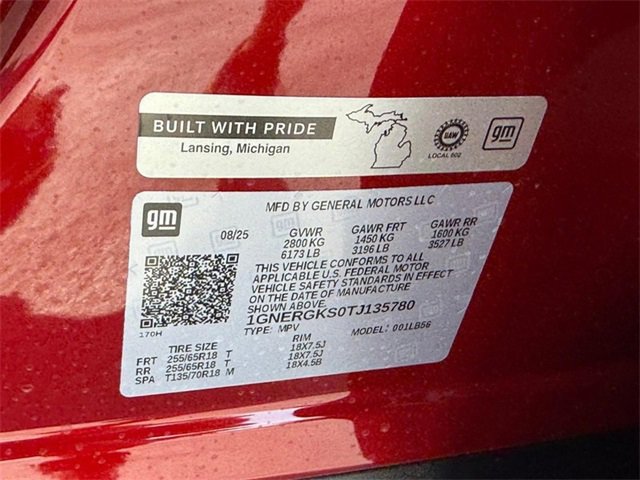 BUILT WITH PRIDE
Lansing, Michigan
UAW
LOCAL 602
gm
gm
MFD BY GENERAL MOTORS LLC
08/25 GVWR GAWR FRT GAWR RR
2800 KG 1450 KG 1600 KG
6173 LB 3196 LB 3527 LB
THIS VEHICLE CONFORMS TO ALL
APPLICABLE U.S. FEDERAL MOTOR
VEHICLE SAFETY STANDARDS IN EFFECT
ON THE DATE OF MANUFACTURE
SHOWN ABOVE.
1GNERGKS0TJ135780
170H
TYPE: MPV MODEL: 001LB56
TIRE SIZE RIM
FRT 255/65R18 T 18X7.5J
RR 255/65R18 T 18X7.5J
SPA T135/70R18 M 18X4.5B